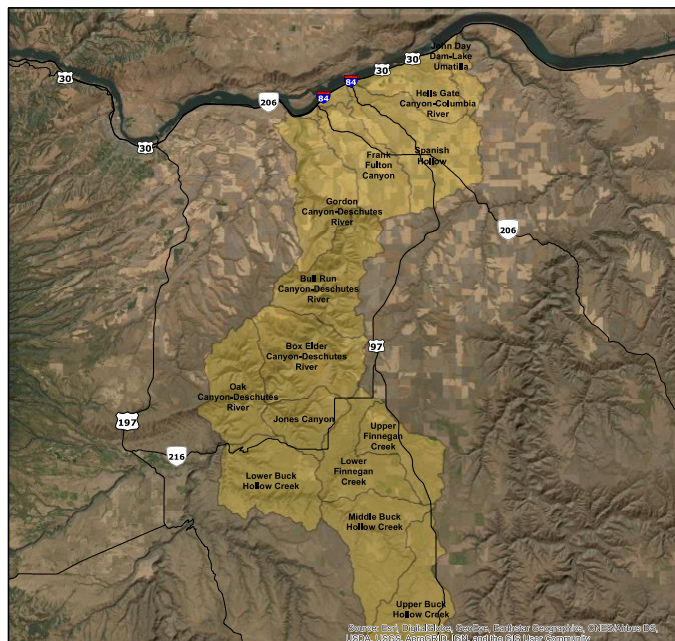 John Day
Dam-Lake
Umatilla
30
30
30
84
Hells Gate
Canyon-Columbia
River
206
84
30
Frank
Fulton
Canyon
Spanish
Hollow
Gordon
Canyon-Deschutes
River
206
Bull Run
Canyon-Deschutes
River
Box Elder
Canyon-Deschutes
River
97
Oak
Canyon-Deschutes
River
Jones Canyon
197
Upper
Finnegan
Creek
216
Lower
Finnegan
Creek
Lower Buck
Hollow Creek
Middle Buck
Hollow Creek
Upper Buck
Hollow Creek
Source: Esri, DigitalGlobe, GeoEye, Earthstar Geographics, CNES/Airbus DS,
USDA, USGS, AeroGRID, IGN, and the GIS User Community